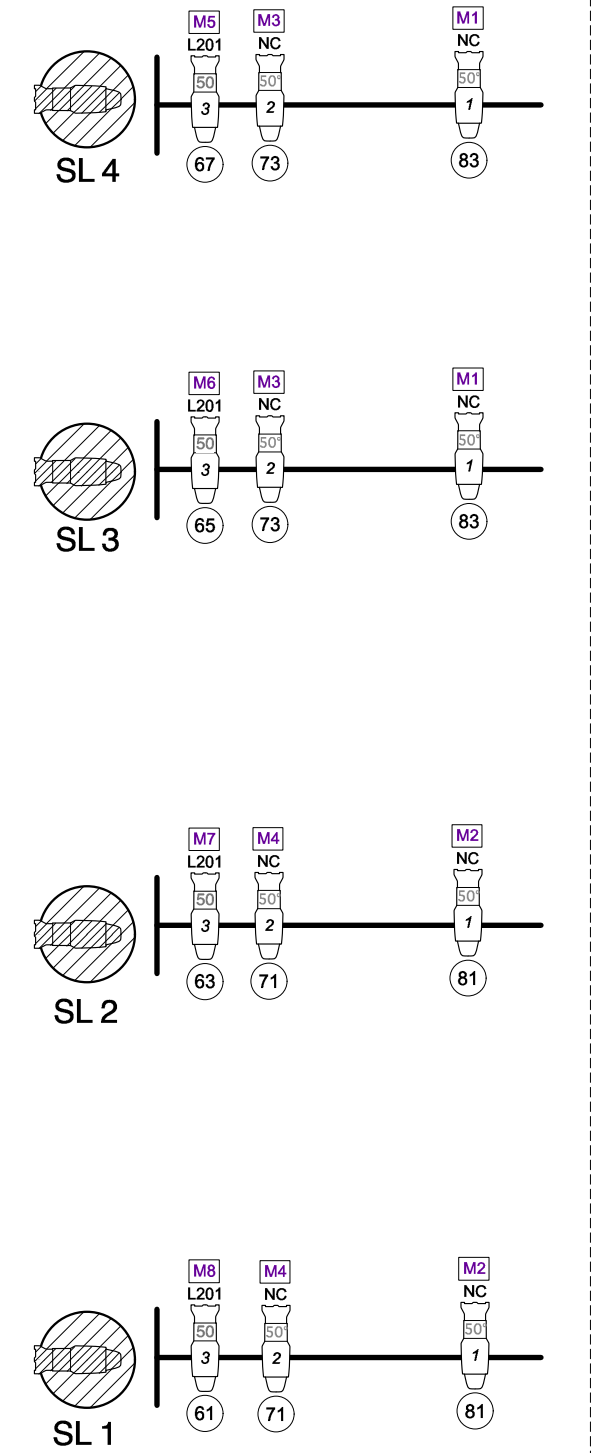 M5 M3 M1
L201 NC NC
50 50° 50°
3 2 1
67 73 83
SL 4
M6 M3 M1
L201 NC NC
50 50° 50°
3 2 1
65 73 83
SL 3
M7 M4 M2
L201 NC NC
50 50° 50°
3 2 1
63 71 81
SL 2
M8 M4 M2
L201 NC NC
50 50° 50°
3 2 1
61 71 81
SL 1